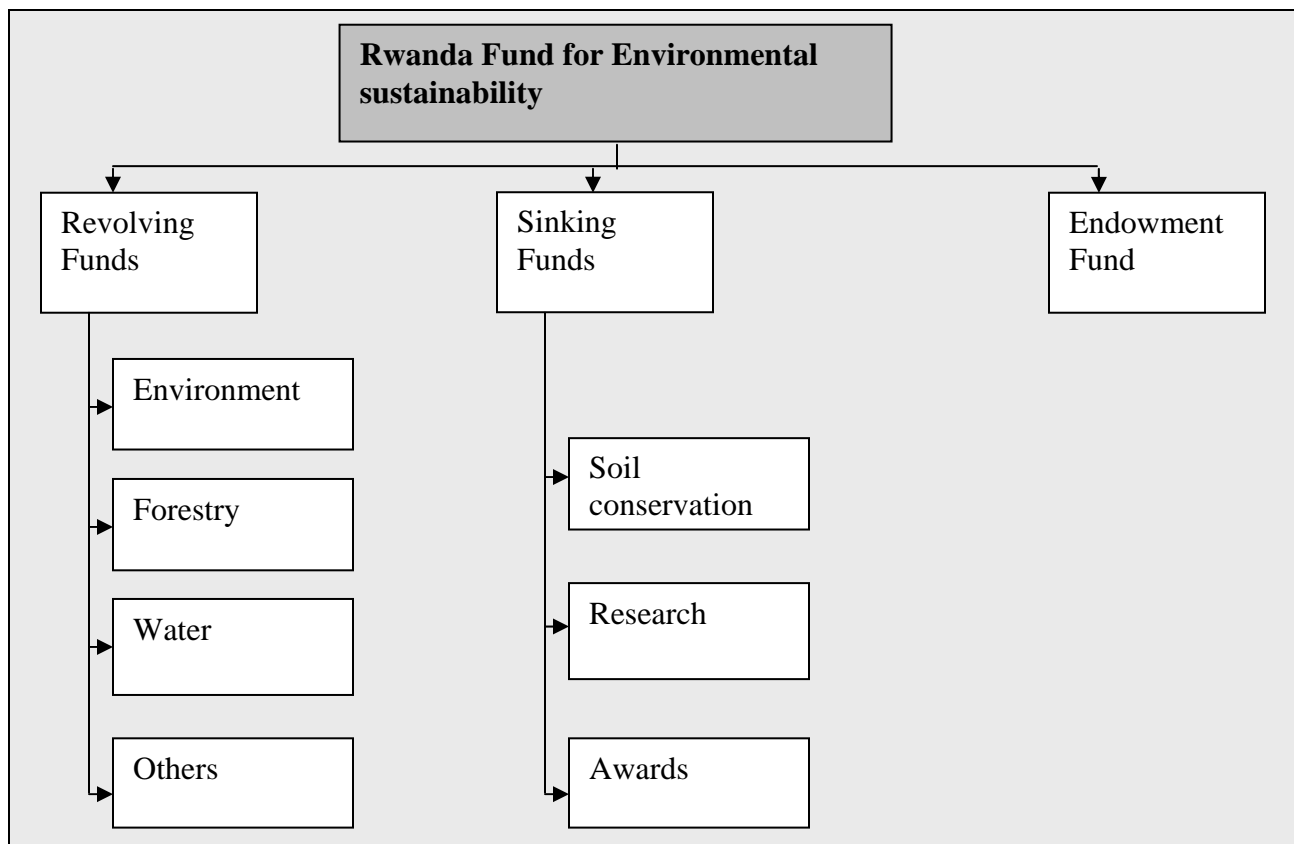 Rwanda Fund for Environmental
sustainability
Revolving
Funds
Sinking
Funds
Endowment
Fund
Environment
Forestry
Water
Others
Soil
conservation
Research
Awards